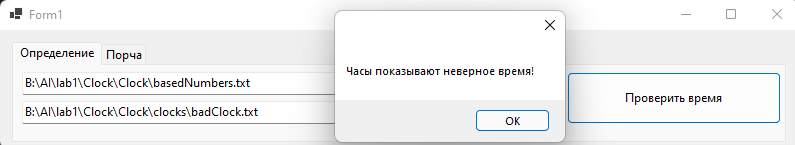 Form1
Определение Порча
B:\AI\lab1\Clock\Clock\basedNumbers.txt
B:\AI\lab1\Clock\Clock\clocks\badClock.txt
Часы показывают неверное время!
OK
Проверить время